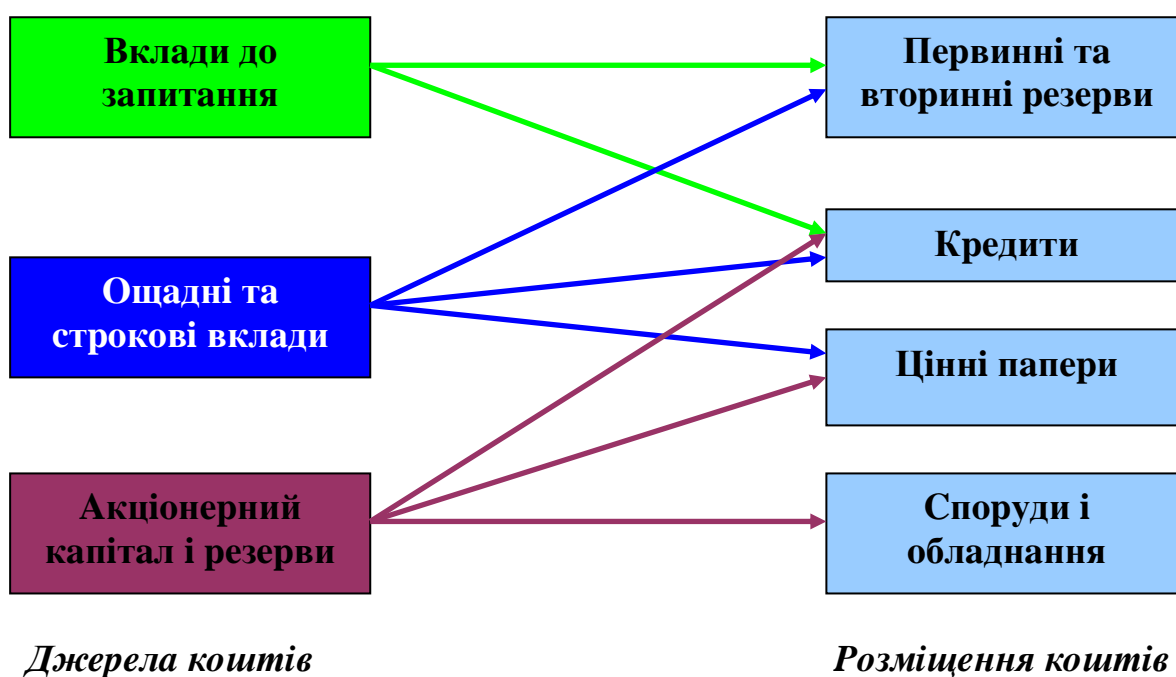 Вклади до
запитання
Первинні та
вторинні резерви
Кредити
Ощадні та
строкові вклади
Цінні папери
Акціонерний
капітал і резерви
Споруди і
обладнання
Джерела коштів
Розміщення коштів